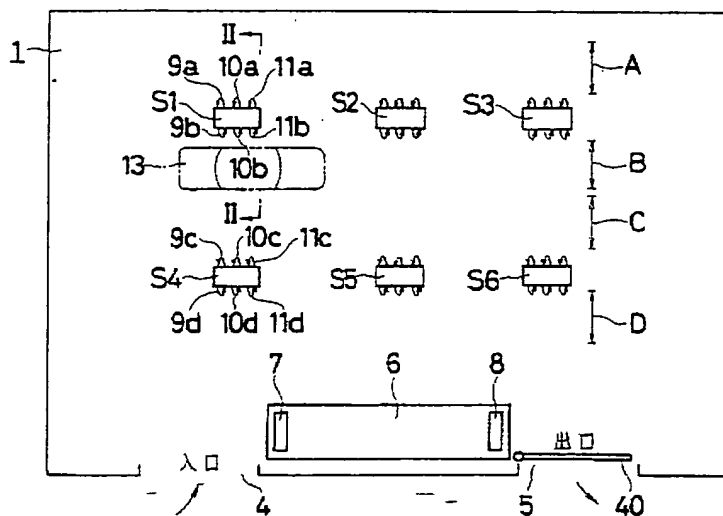 1
II
A
9a 10a 11a
S1 S2 S3
9b 11b
13 10b B
II C
9c 10c 11c
S4 S5 S6
9d 10d 11d D
7 6 8
入口 出口
4 5 40